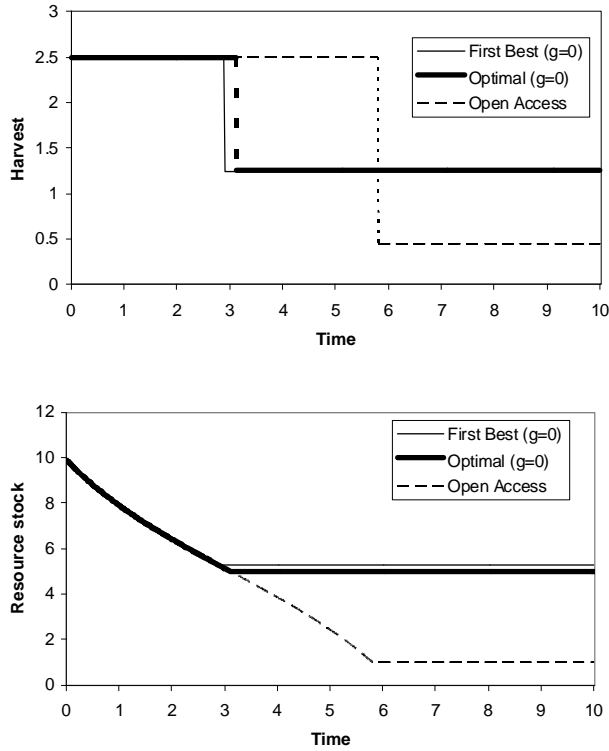 3
2.5
2
1.5
1
0.5
0
Harvest
First Best (g=0)
Optimal (g=0)
Open Access
0 1 2 3 4 5 6 7 8 9 10
Time
12
10
8
6
4
2
0
Resource stock
First Best (g=0)
Optimal (g=0)
Open Access
0 1 2 3 4 5 6 7 8 9 10
Time